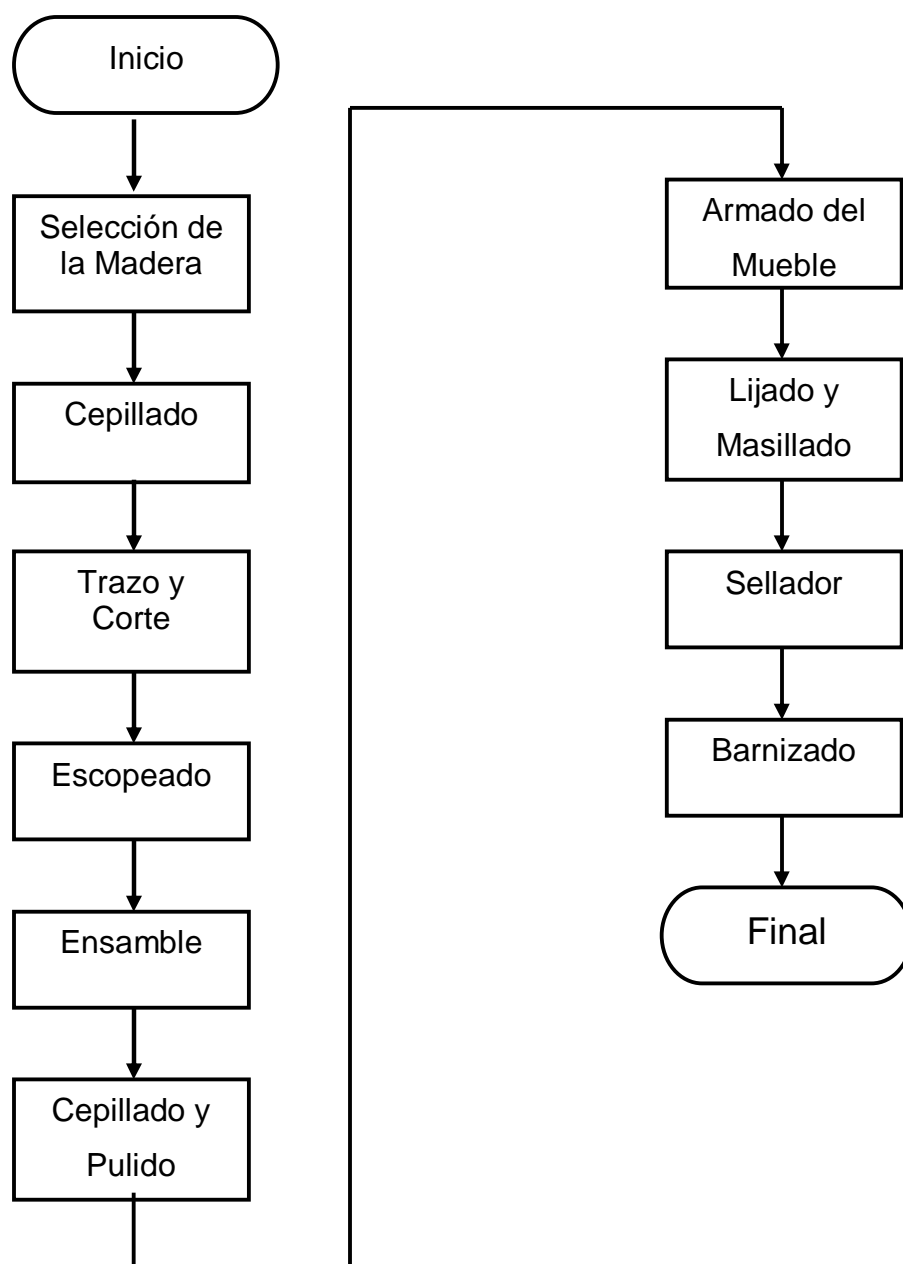 Inicio
Selección de
la Madera
Cepillado
Trazo y
Corte
Escopeado
Ensamble
Cepillado y
Pulido
Armado del
Mueble
Lijado y
Masillado
Sellador
Barnizado
Final